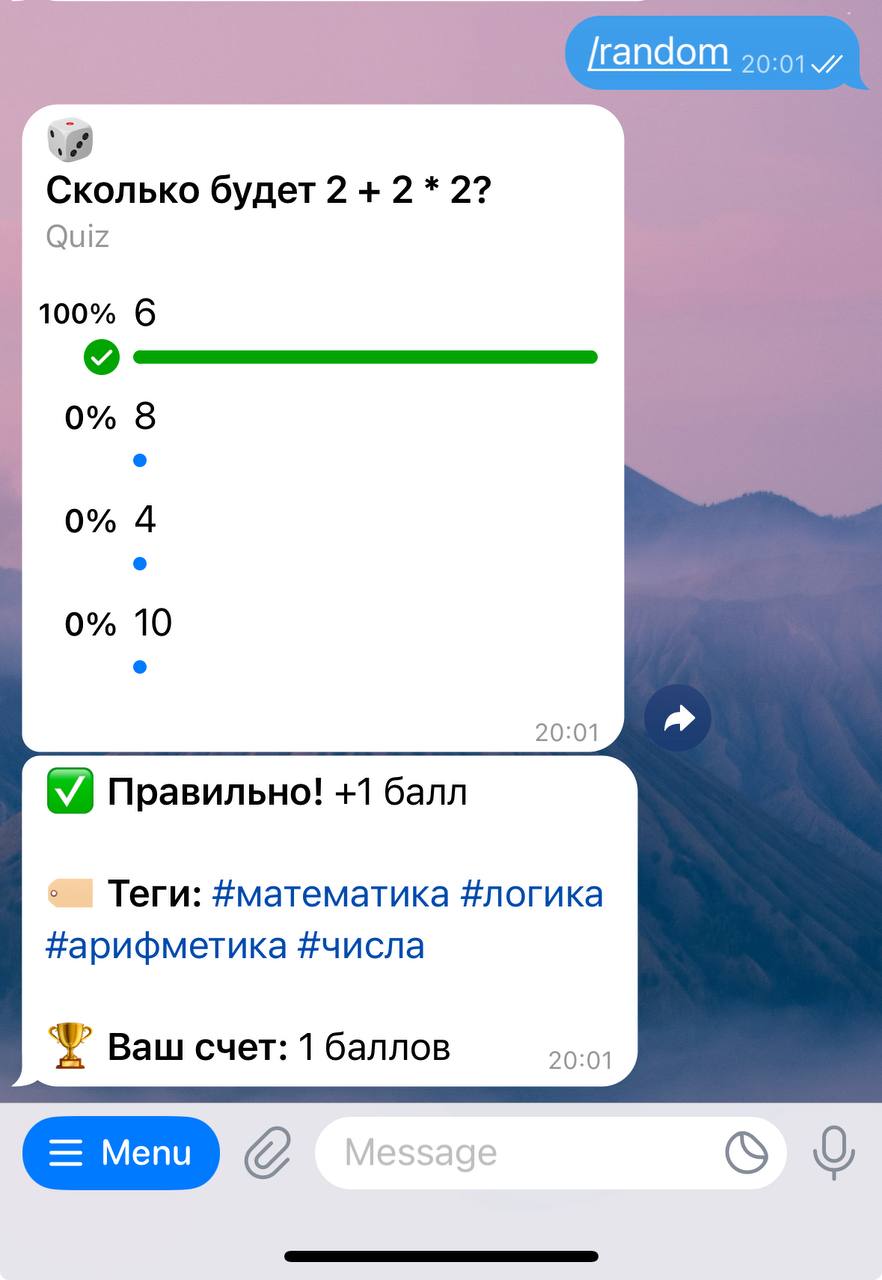 /random 20:01
🎲
Сколько будет 2 + 2 * 2?
Quiz
100% 6
0% 8
0% 4
0% 10
20:01
✅ Правильно! +1 балл
🏷️ Теги: #математика #логика
#арифметика #числа
🏆 Ваш счет: 1 баллов 20:01
Menu Message